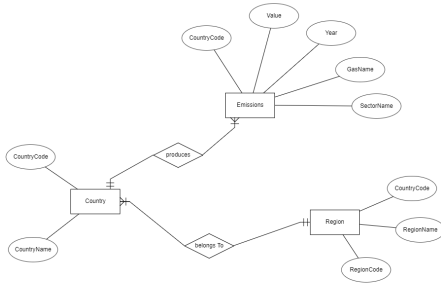 Value
CountryCode
Year
GasName
Emissions
SectorName
produces
CountryCode
CountryCode
Country
Region
RegionName
belongs To
CountryName
RegionCode